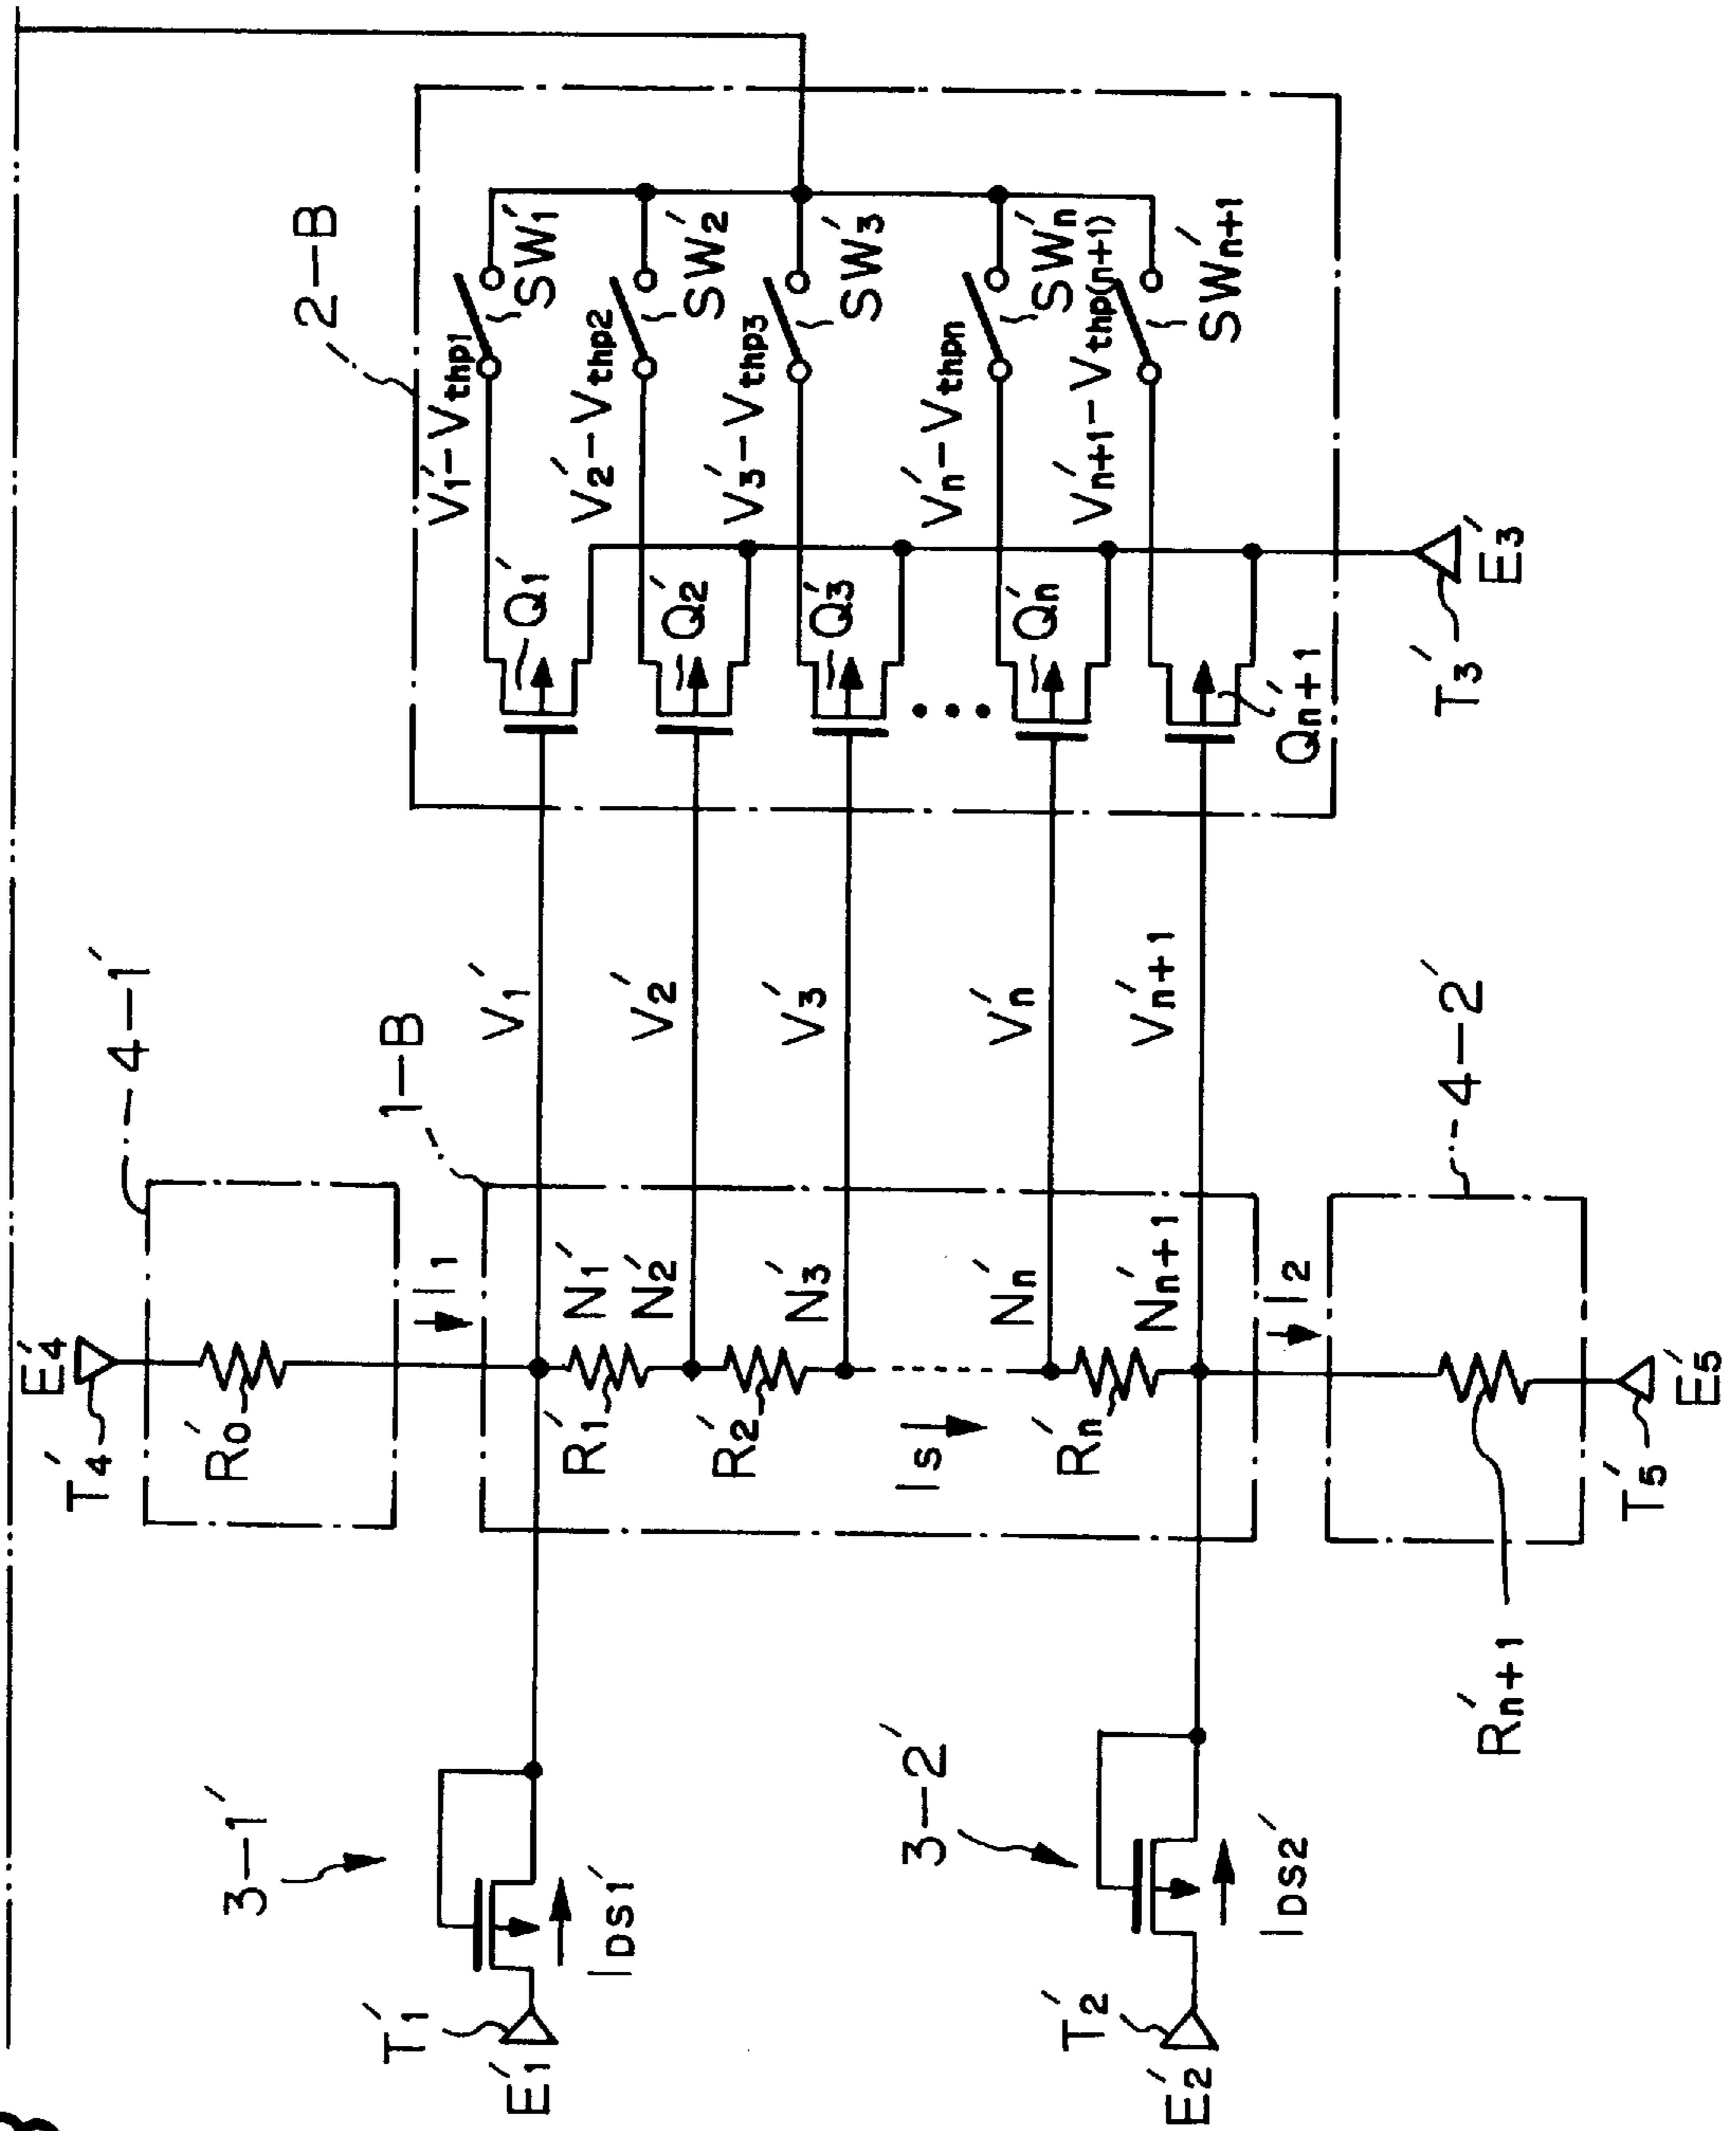 2-B
SW1'
SW2'
SW3'
SWn'
SWn+1'
V1'-Vthp1
V2'-Vthp2
V3'-Vthp3
Vn'-Vthpn
Vn+1'-Vthp(n+1)
Q1'
Q2'
Q3'
Qn'
Qn+1'
E3'
T3'
4-1'
1-B
V1'
V2'
V3'
Vn'
Vn+1'
4-2'
E4'
T4'
R0'
I1
N1'
N2'
N3'
Nn'
Nn+1'
I2
R1'
R2'
IS
Rn'
E5'
T5'
Rn+1'
3-1'
3-2'
IDS1'
IDS2'
T1'
E1'
T2'
E2'